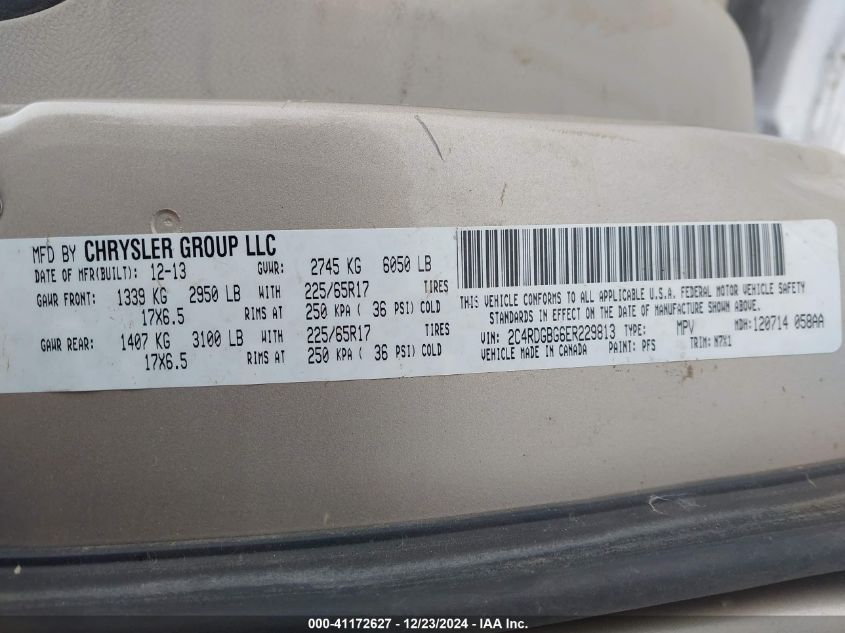 MFD BY CHRYSLER GROUP LLC
DATE OF MFR(BUILT): 12-13 GVWR: 2745 KG 6050 LB
GAWR FRONT: 1339 KG 2950 LB WITH 225/65R17 TIRES
17X6.5 RIMS AT 250 KPA ( 36 PSI) COLD
GAWR REAR: 1407 KG 3100 LB WITH 225/65R17 TIRES
17X6.5 RIMS AT 250 KPA ( 36 PSI) COLD
THIS VEHICLE CONFORMS TO ALL APPLICABLE U.S.A. FEDERAL MOTOR VEHICLE SAFETY
STANDARDS IN EFFECT ON THE DATE OF MANUFACTURE SHOWN ABOVE.
VIN: 2C4RDGBG6ER229813 TYPE: MPV MDH: 120714 058AA
VEHICLE MADE IN CANADA PAINT: PFS TRIM: N7X1
000-41172627 - 12/23/2024 - IAA Inc.